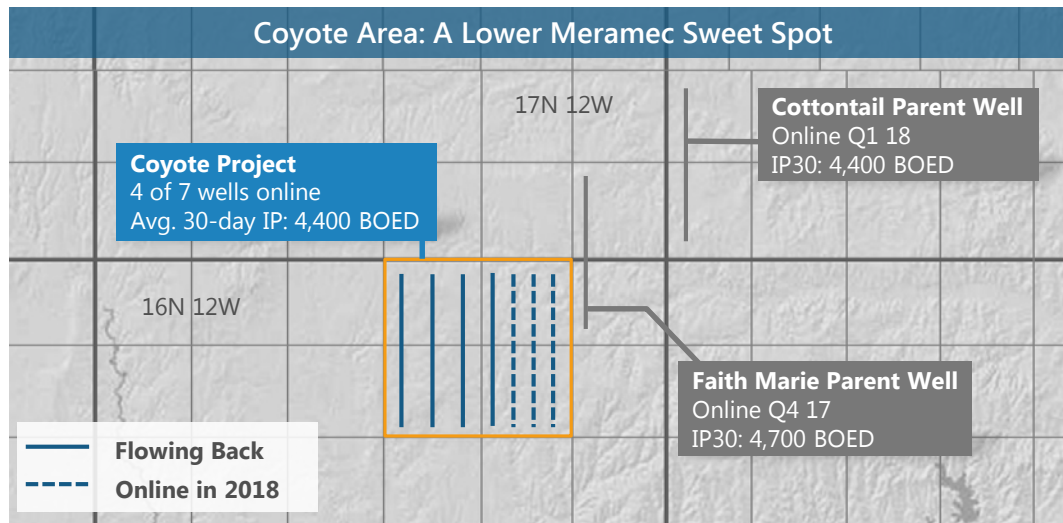 Coyote Area: A Lower Meramec Sweet Spot
17N 12W
Cottontail Parent Well
Online Q1 18
IP30: 4,400 BOED
Coyote Project
4 of 7 wells online
Avg. 30-day IP: 4,400 BOED
16N 12W
Faith Marie Parent Well
Online Q4 17
IP30: 4,700 BOED
Flowing Back
Online in 2018